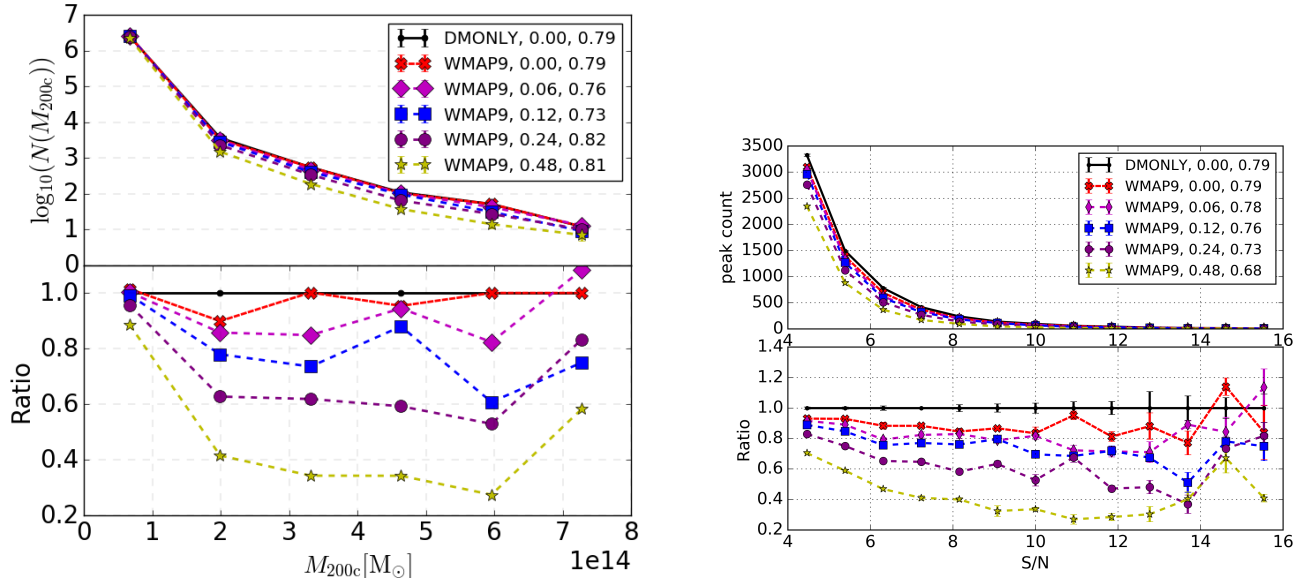 7
6
5
4
3
2
1
0
log10(N(M200c))
DMONLY, 0.00, 0.79
WMAP9, 0.00, 0.79
WMAP9, 0.06, 0.76
WMAP9, 0.12, 0.73
WMAP9, 0.24, 0.82
WMAP9, 0.48, 0.81
1.0
0.8
0.6
0.4
0.2
Ratio
0 1 2 3 4 5 6 7 8
1e14
M200c[M⊙]
3500
3000
2500
2000
1500
1000
500
0
peak count
DMONLY, 0.00, 0.79
WMAP9, 0.00, 0.79
WMAP9, 0.06, 0.78
WMAP9, 0.12, 0.76
WMAP9, 0.24, 0.73
WMAP9, 0.48, 0.68
4 6 8 10 12 14 16
1.4
1.2
1.0
0.8
0.6
0.4
0.2
Ratio
4 6 8 10 12 14 16
S/N